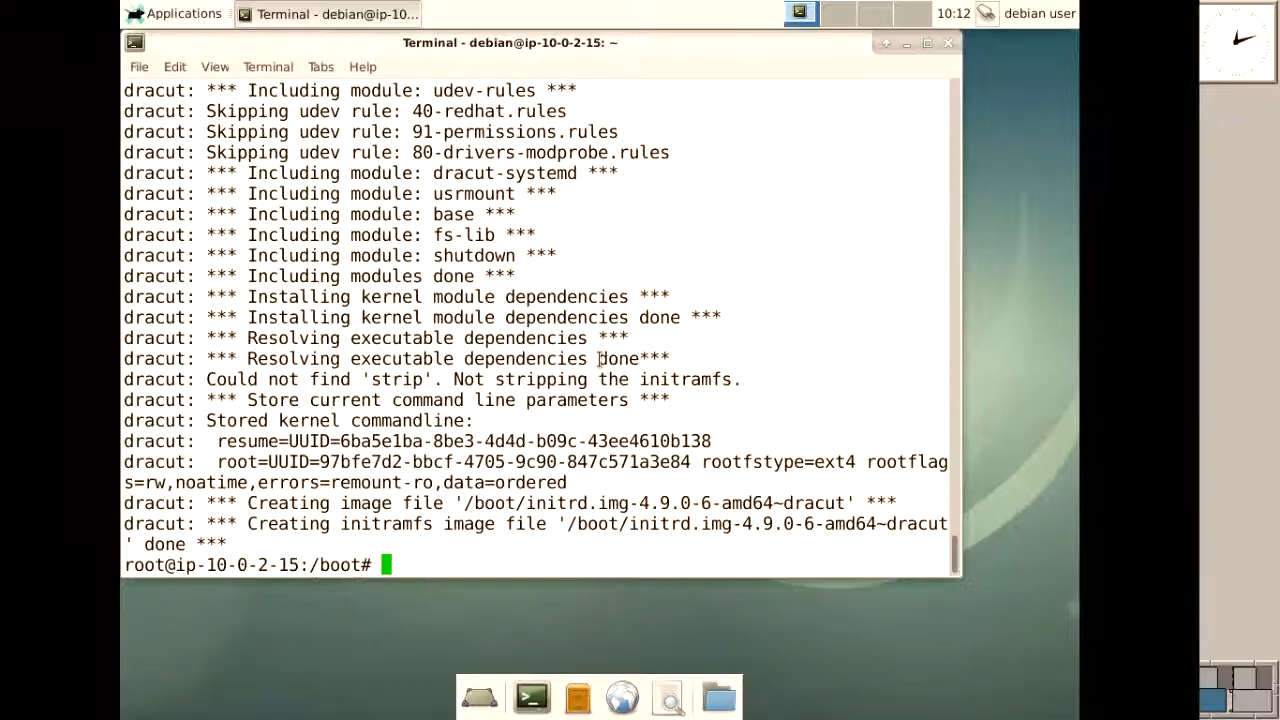 Applications
Terminal - debian@ip-10...
10:12
debian user
Terminal - debian@ip-10-0-2-15: ~
File Edit View Terminal Tabs Help
dracut: *** Including module: udev-rules ***
dracut: Skipping udev rule: 40-redhat.rules
dracut: Skipping udev rule: 91-permissions.rules
dracut: Skipping udev rule: 80-drivers-modprobe.rules
dracut: *** Including module: dracut-systemd ***
dracut: *** Including module: usrmount ***
dracut: *** Including module: base ***
dracut: *** Including module: fs-lib ***
dracut: *** Including module: shutdown ***
dracut: *** Including modules done ***
dracut: *** Installing kernel module dependencies ***
dracut: *** Installing kernel module dependencies done ***
dracut: *** Resolving executable dependencies ***
dracut: *** Resolving executable dependencies done***
dracut: Could not find 'strip'. Not stripping the initramfs.
dracut: *** Store current command line parameters ***
dracut: Stored kernel commandline:
dracut:  resume=UUID=6ba5e1ba-8be3-4d4d-b09c-43ee4610b138
dracut:  root=UUID=97bfe7d2-bbcf-4705-9c90-847c571a3e84 rootfstype=ext4 rootflag
s=rw,noatime,errors=remount-ro,data=ordered
dracut: *** Creating image file '/boot/initrd.img-4.9.0-6-amd64~dracut' ***
dracut: *** Creating initramfs image file '/boot/initrd.img-4.9.0-6-amd64~dracut
' done ***
root@ip-10-0-2-15:/boot#